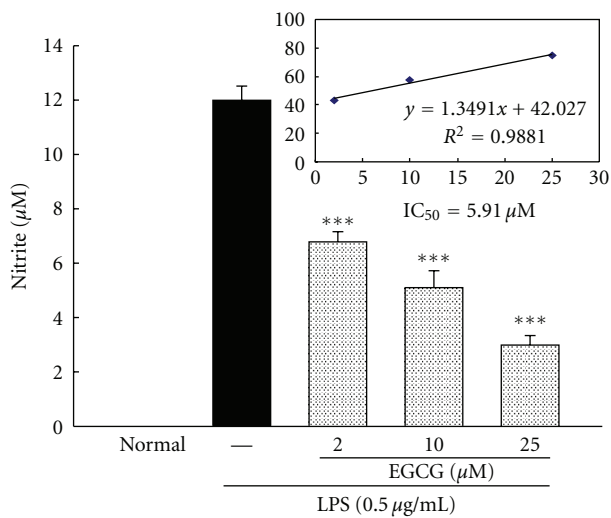 100
80
60
40
20
0
0 5 10 15 20 25 30
y = 1.3491x + 42.027
R² = 0.9881
IC₅₀ = 5.91 μM
14
12
10
8
6
4
2
0
Nitrite (μM)
***
***
***
Normal — 2 10 25
EGCG (μM)
LPS (0.5 μg/mL)